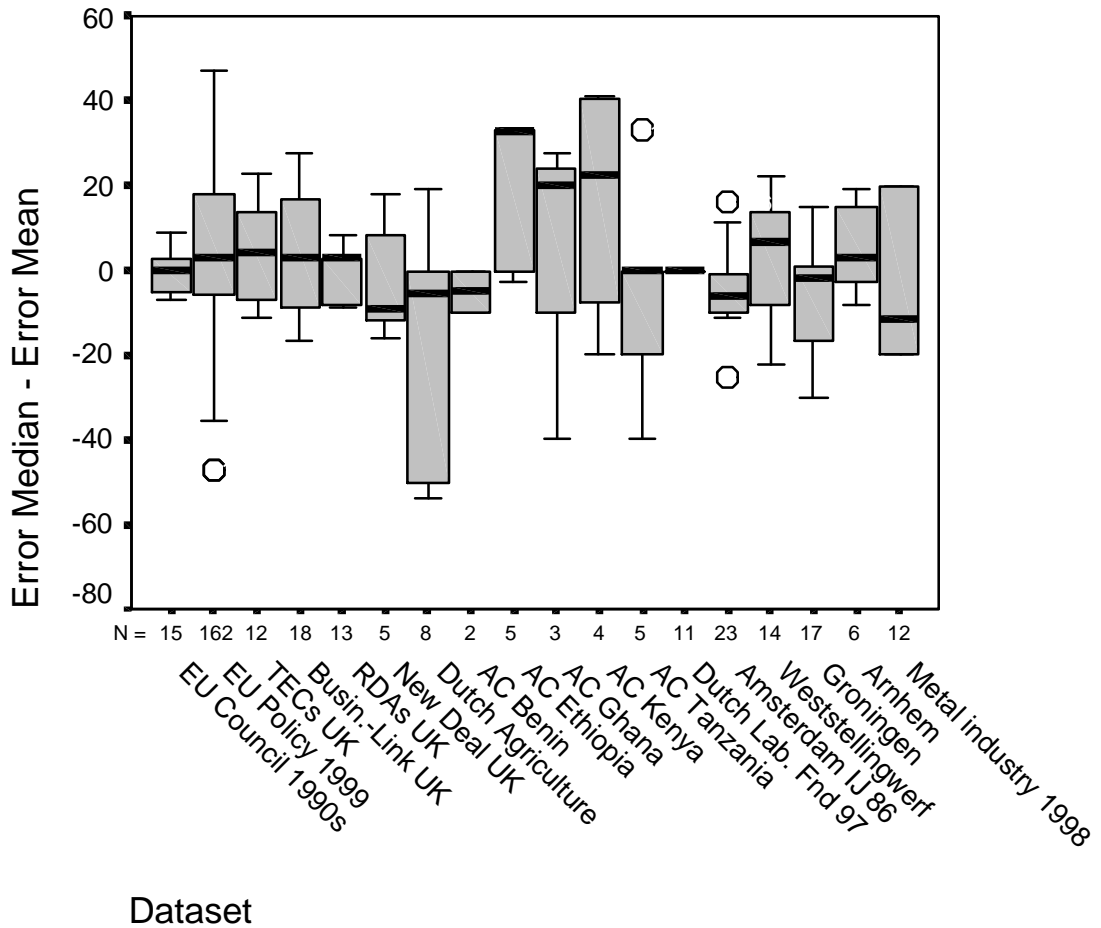 60
40
20
0
-20
-40
-60
-80
Error Median - Error Mean
N = 15 162 12 18 13 5 8 2 5 3 4 5 11 23 14 17 6 12
EU Council 1990s
EU Policy 1999
TECs UK
Busin.-Link UK
RDAs UK
New Deal UK
Dutch Agriculture
AC Benin
AC Ethiopia
AC Ghana
AC Kenya
AC Tanzania
Dutch Lab. Fnd 97
Amsterdam IJ 86
Weststellingwerf
Groningen
Arnhem
Metal industry 1998
Dataset